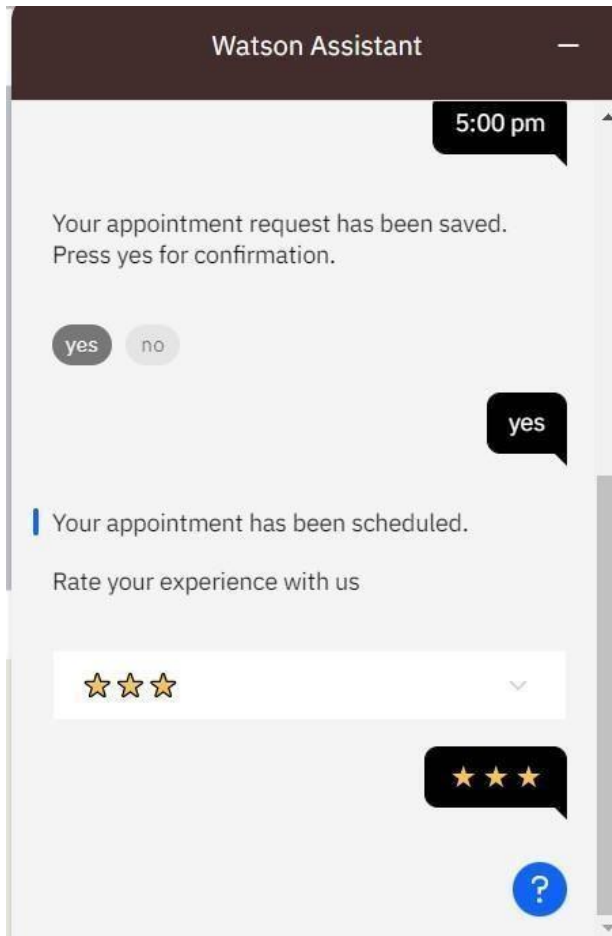 Watson Assistant
5:00 pm
Your appointment request has been saved.
Press yes for confirmation.
yes no
yes
Your appointment has been scheduled.
Rate your experience with us
?